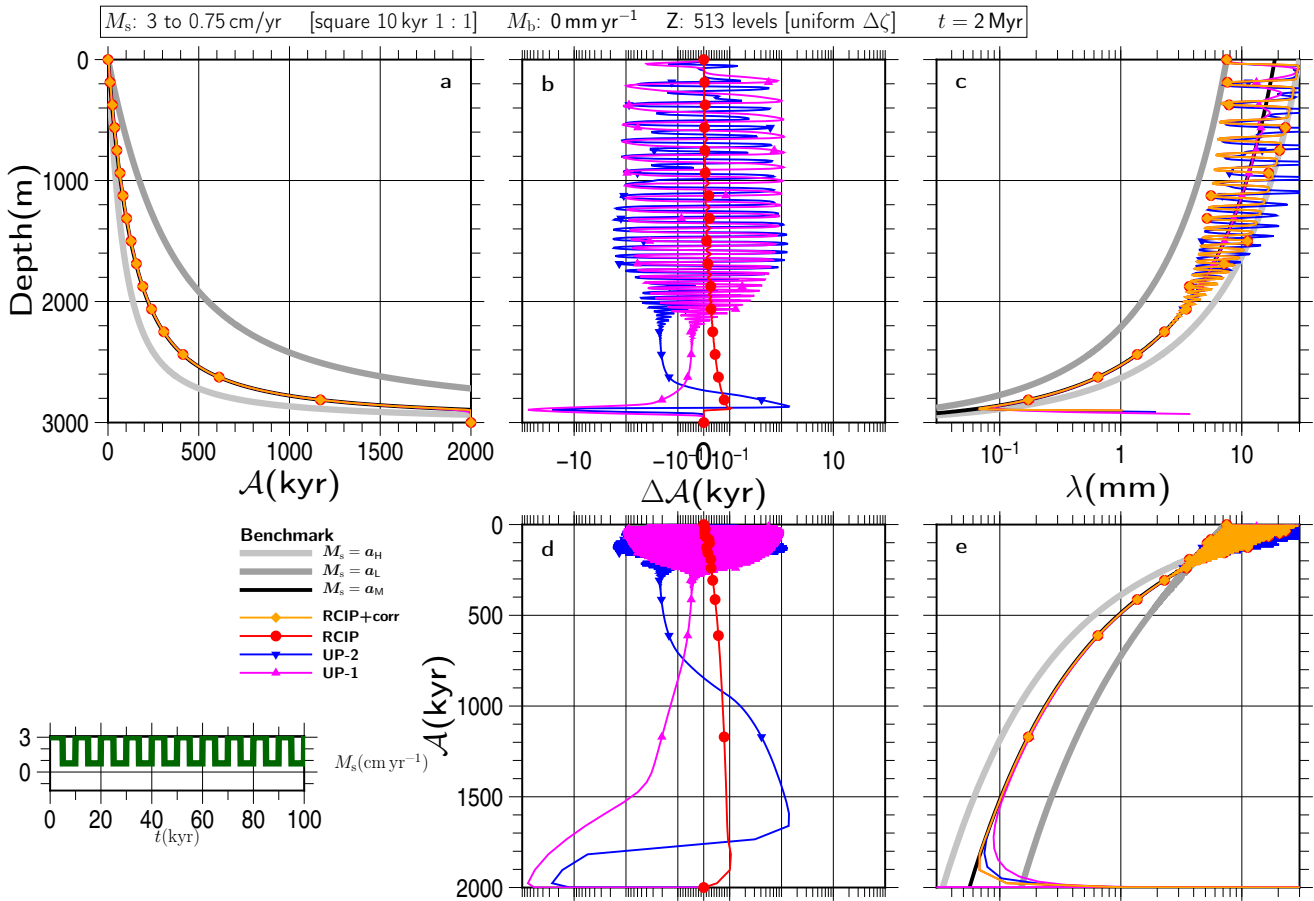 Mₛ: 3 to 0.75 cm/yr [square 10 kyr 1 : 1] M_b: 0 mm yr⁻¹ Z: 513 levels [uniform Δζ] t = 2 Myr
a
b
c
0
1000
2000
3000
Depth(m)
0 500 1000 1500 2000
𝒜(kyr)
−10 −10⁻¹ 0 10⁻¹ 10
Δ𝒜(kyr)
10⁻¹ 1 10
λ(mm)
Benchmark
Mₛ = a_H
Mₛ = a_L
Mₛ = a_M
RCIP+corr
RCIP
UP-2
UP-1
3
0
Mₛ(cm yr⁻¹)
0 20 40 60 80 100
t(kyr)
d
e
0
500
1000
1500
2000
𝒜(kyr)